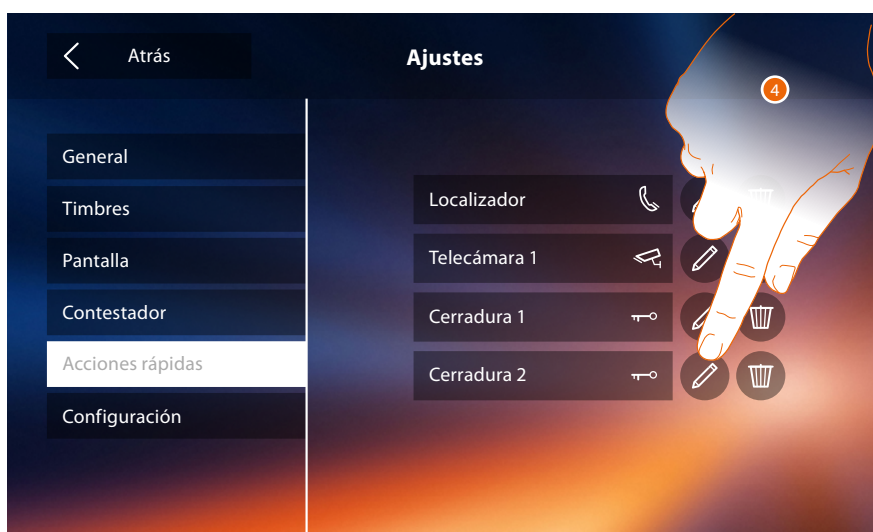 Atrás
Ajustes
4
General
Timbres
Pantalla
Contestador
Acciones rápidas
Configuración
Localizador
Telecámara 1
Cerradura 1
Cerradura 2